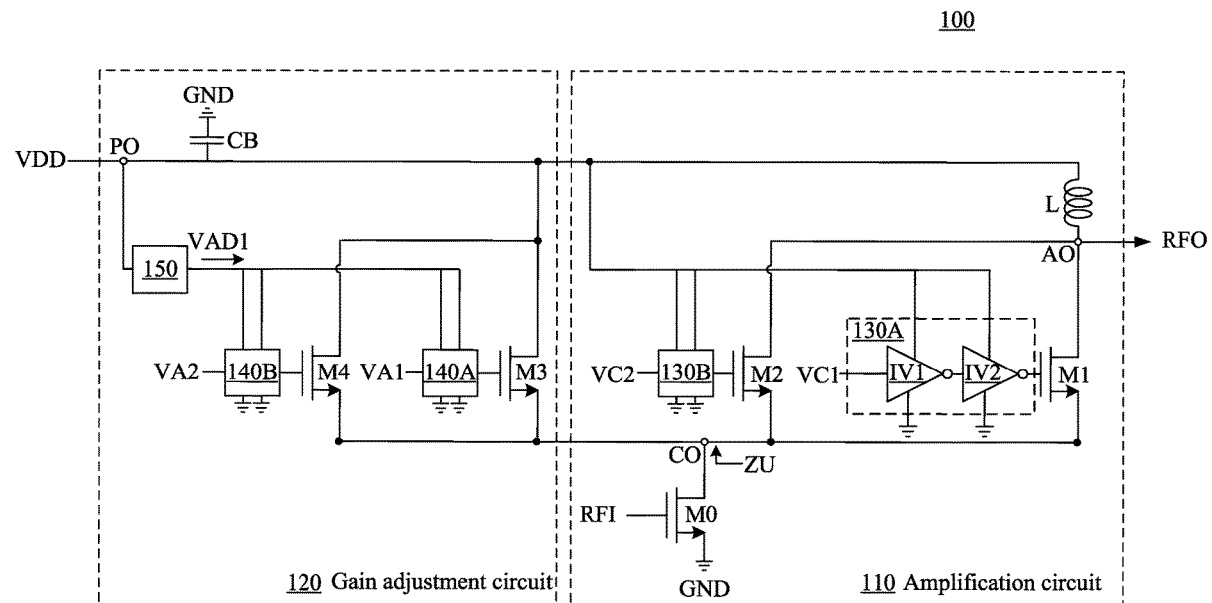 100
GND
CB
VDD
PO
L
VAD1
AO
RFO
150
130A
VA2
140B
M4
VA1
140A
M3
VC2
130B
M2
VC1
IV1
IV2
M1
CO
ZU
RFI
M0
GND
120 Gain adjustment circuit
110 Amplification circuit